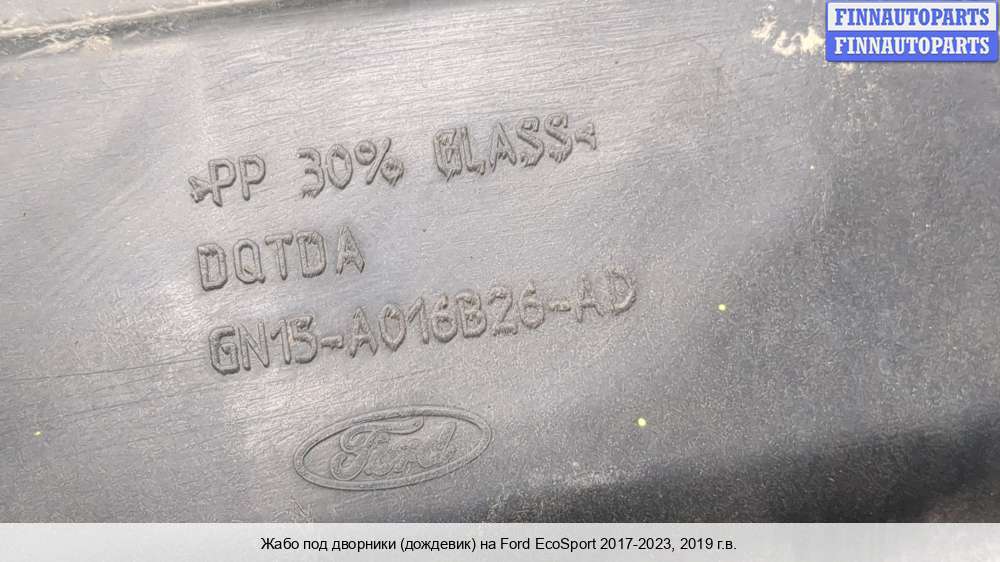 FINNAUTOPARTS
FINNAUTOPARTS
>PP 30% GLASS<
DQTDA
GN15-A016B26-AD
Ford
Жабо под дворники (дождевик) на Ford EcoSport 2017-2023, 2019 г.в.